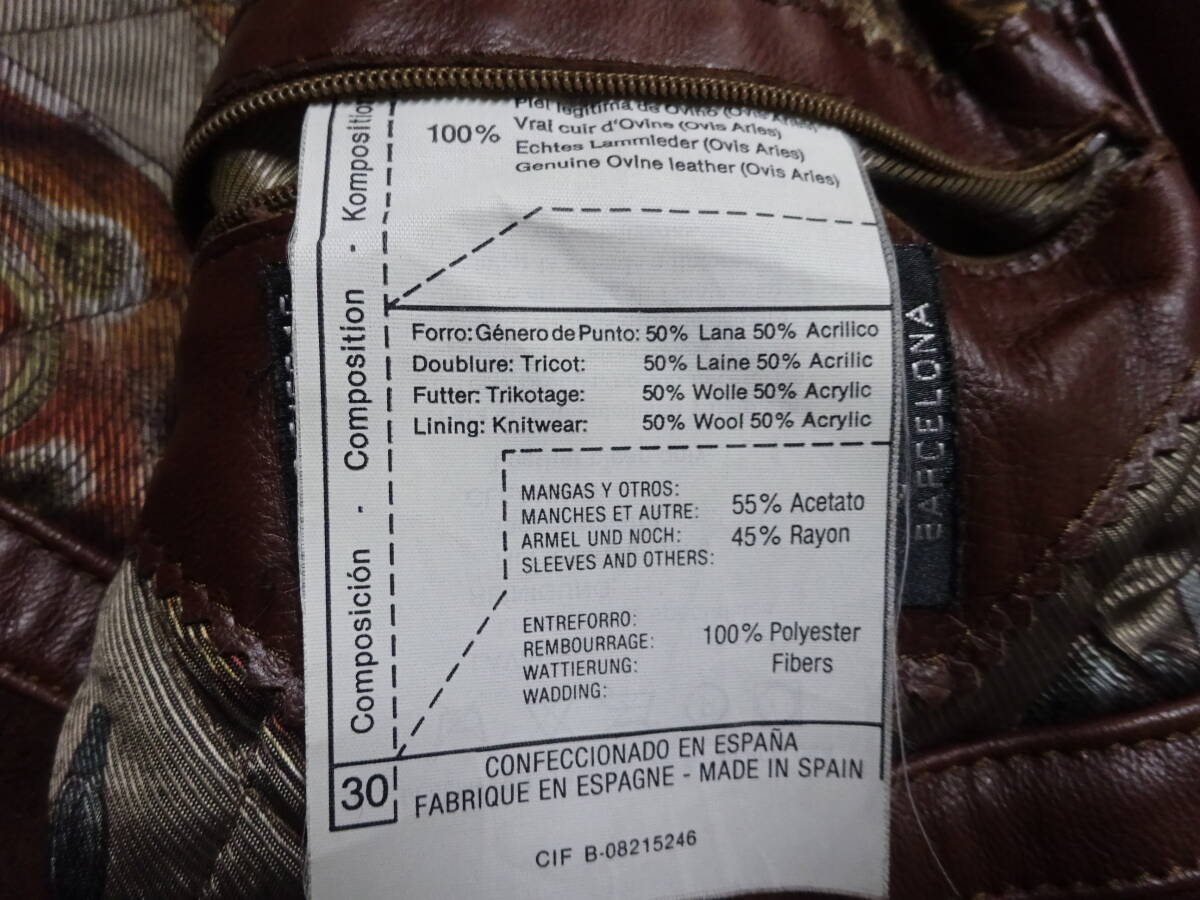 Piel legitima de Ovino (Ovis Aries)
100% Vrai cuir d'Ovine (Ovis Aries)
Echtes Lammleder (Ovis Aries)
Genuine Ovine leather (Ovis Aries)
Composición - Composition - Komposition
Forro: Género de Punto: 50% Lana 50% Acrilico
Doublure: Tricot: 50% Laine 50% Acrilic
Futter: Trikotage: 50% Wolle 50% Acrylic
Lining: Knitwear: 50% Wool 50% Acrylic
MANGAS Y OTROS:
MANCHES ET AUTRE:
ARMEL UND NOCH:
SLEEVES AND OTHERS:
55% Acetato
45% Rayon
ENTREFORRO:
REMBOURRAGE:
WATTIERUNG:
WADDING:
100% Polyester
Fibers
30
CONFECCIONADO EN ESPAÑA
FABRIQUE EN ESPAGNE - MADE IN SPAIN
CIF B-08215246
BARCELONA